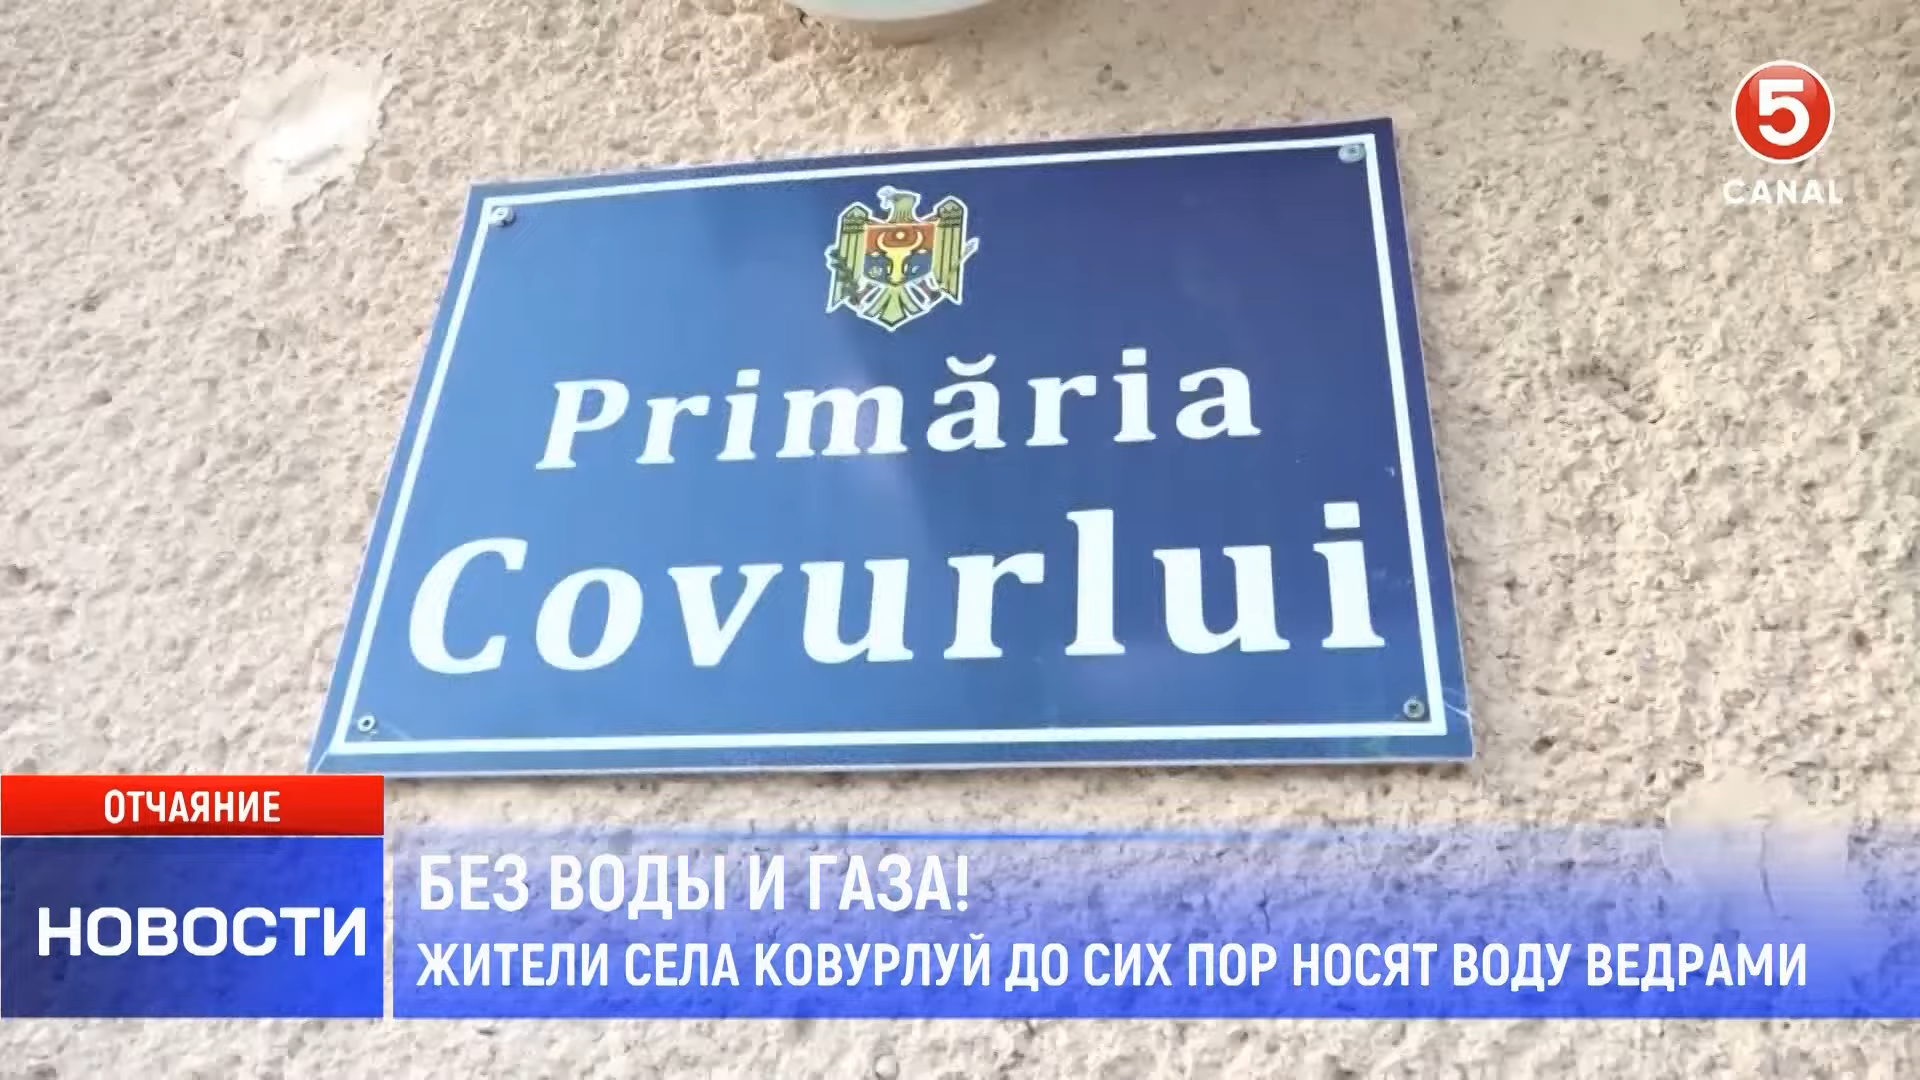 5
CANAL
Primăria
Covurlui
ОТЧАЯНИЕ
НОВОСТИ
БЕЗ ВОДЫ И ГАЗА!
ЖИТЕЛИ СЕЛА КОВУРЛУЙ ДО СИХ ПОР НОСЯТ ВОДУ ВЕДРАМИ